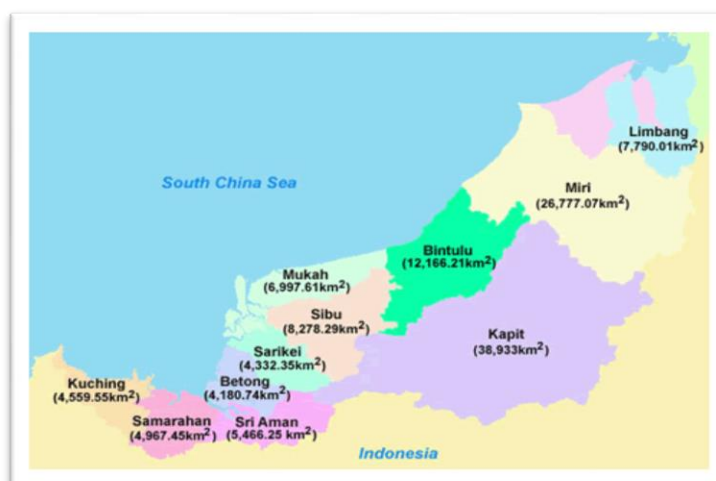 Limbang
(7,790.01km²)
Miri
(26,777.07km²)
South China Sea
Bintulu
(12,166.21km²)
Mukah
(6,997.61km²)
Sibu
(8,278.29km²)
Kapit
(38,933km²)
Sarikei
(4,332.35km²)
Kuching
(4,559.55km²)
Betong
(4,180.74km²)
Samarahan
(4,967.45km²)
Sri Aman
(5,466.25 km²)
Indonesia